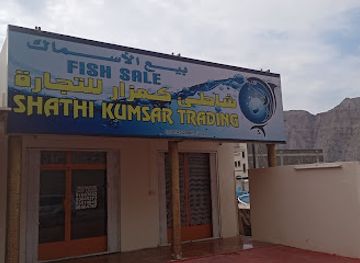 بيع الأسماك
FISH SALE
شاطئ كمزار للتجارة
SHATHI KUMSAR TRADING